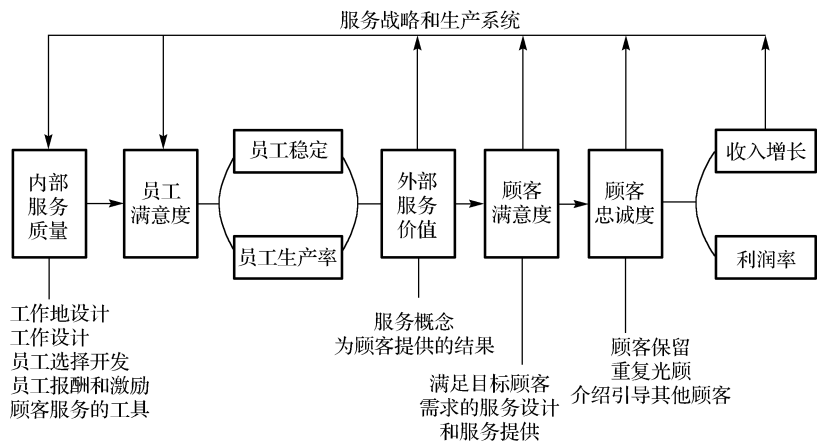 服务战略和生产系统
内部
服务
质量
员工
满意度
员工稳定
员工生产率
外部
服务
价值
顾客
满意度
顾客
忠诚度
收入增长
利润率
工作地设计
工作设计
员工选择开发
员工报酬和激励
顾客服务的工具
服务概念
为顾客提供的结果
满足目标顾客
需求的服务设计
和服务提供
顾客保留
重复光顾
介绍引导其他顾客